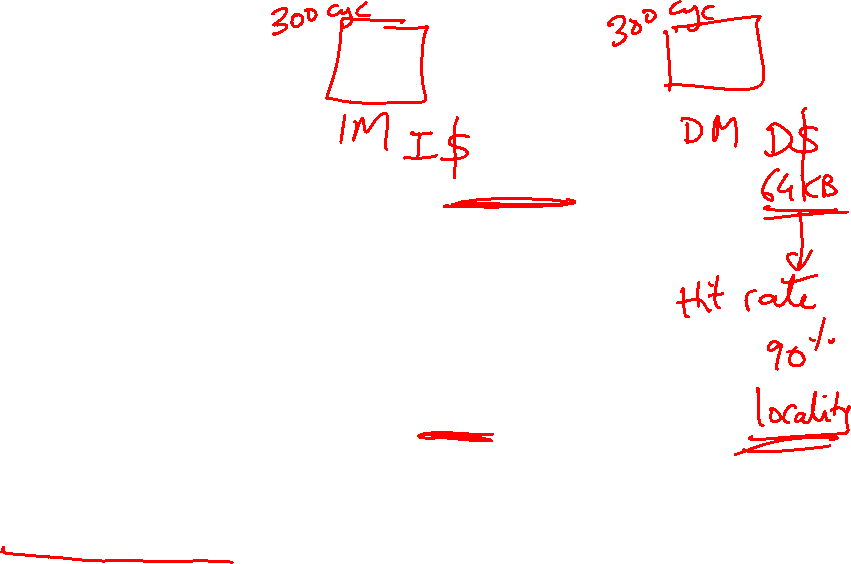 300 cyc
300 cyc
IM
I$
DM
D$
64KB
Hit rate
90%
locality